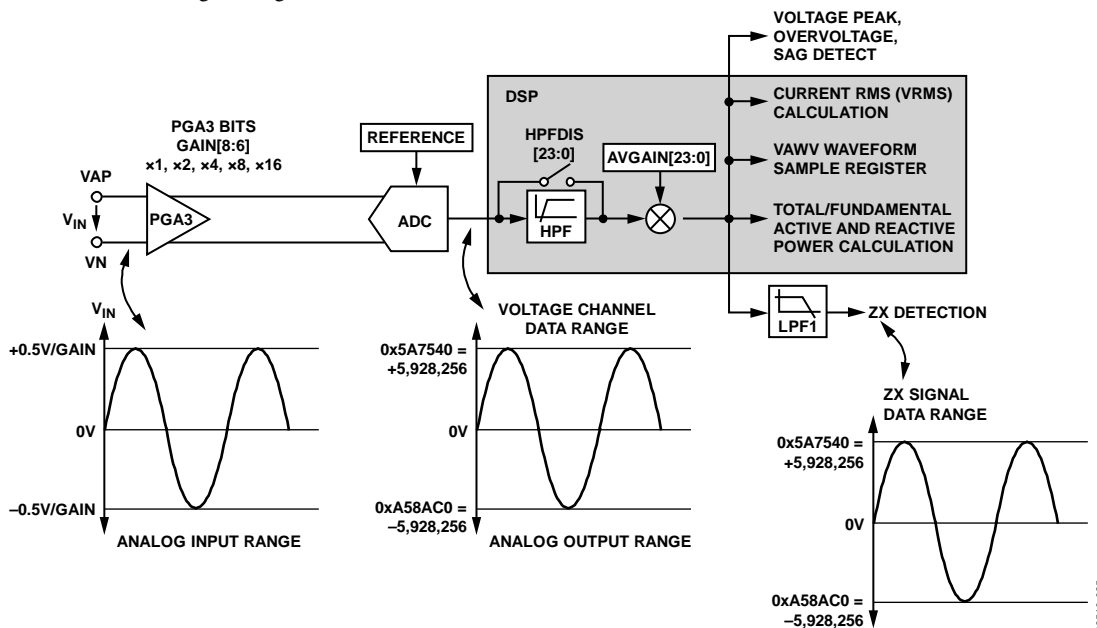 VOLTAGE PEAK,
OVERVOLTAGE,
SAG DETECT
DSP
CURRENT RMS (VRMS)
CALCULATION
PGA3 BITS
GAIN[8:6]
×1, ×2, ×4, ×8, ×16
REFERENCE
HPFDIS
[23:0]
AVGAIN[23:0]
VAWV WAVEFORM
SAMPLE REGISTER
VAP
VIN
PGA3
ADC
HPF
TOTAL/FUNDAMENTAL
ACTIVE AND REACTIVE
POWER CALCULATION
VN
LPF1
ZX DETECTION
VIN
+0.5V/GAIN
0V
–0.5V/GAIN
ANALOG INPUT RANGE
VOLTAGE CHANNEL
DATA RANGE
0x5A7540 =
+5,928,256
0V
0xA58AC0 =
–5,928,256
ANALOG OUTPUT RANGE
ZX SIGNAL
DATA RANGE
0x5A7540 =
+5,928,256
0V
0xA58AC0 =
–5,928,256